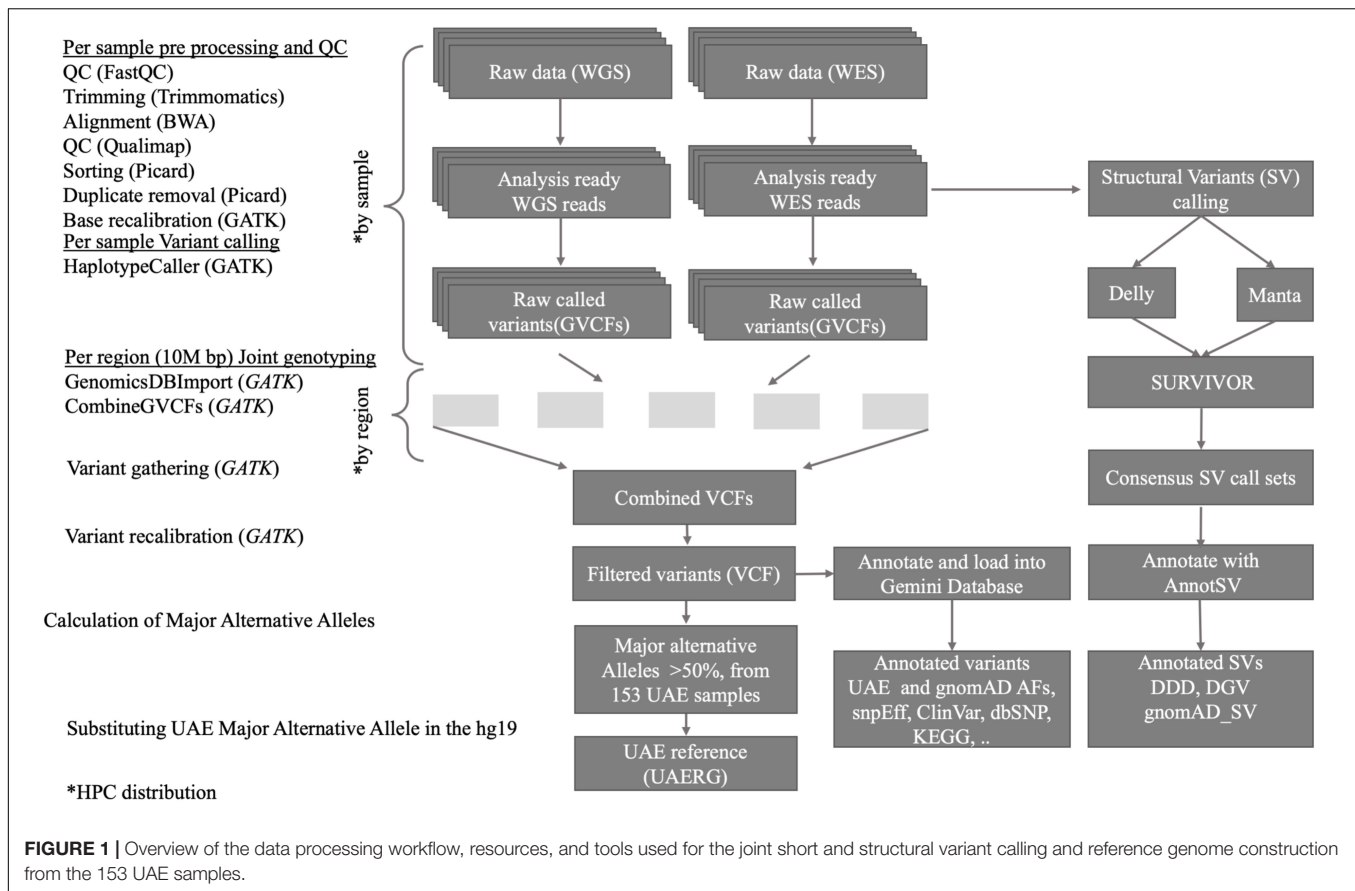 Per sample pre processing and QC
QC (FastQC)
Trimming (Trimmomatics)
Alignment (BWA)
QC (Qualimap)
Sorting (Picard)
Duplicate removal (Picard)
Base recalibration (GATK)
Per sample Variant calling
HaplotypeCaller (GATK)
Per region (10M bp) Joint genotyping
GenomicsDBImport (GATK)
CombineGVCFs (GATK)
Variant gathering (GATK)
Variant recalibration (GATK)
Calculation of Major Alternative Alleles
Substituting UAE Major Alternative Allele in the hg19
*HPC distribution
*by sample
*by region
Raw data (WGS)
Raw data (WES)
Analysis ready
WGS reads
Analysis ready
WES reads
Raw called
variants(GVCFs)
Raw called
variants(GVCFs)
Combined VCFs
Filtered variants (VCF)
Major alternative
Alleles >50%, from
153 UAE samples
UAE reference
(UAERG)
Annotate and load into
Gemini Database
Annotated variants
UAE and gnomAD AFs,
snpEff, ClinVar, dbSNP,
KEGG, ..
Structural Variants (SV)
calling
Delly
Manta
SURVIVOR
Consensus SV call sets
Annotate with
AnnotSV
Annotated SVs
DDD, DGV
gnomAD_SV
FIGURE 1 | Overview of the data processing workflow, resources, and tools used for the joint short and structural variant calling and reference genome construction
from the 153 UAE samples.